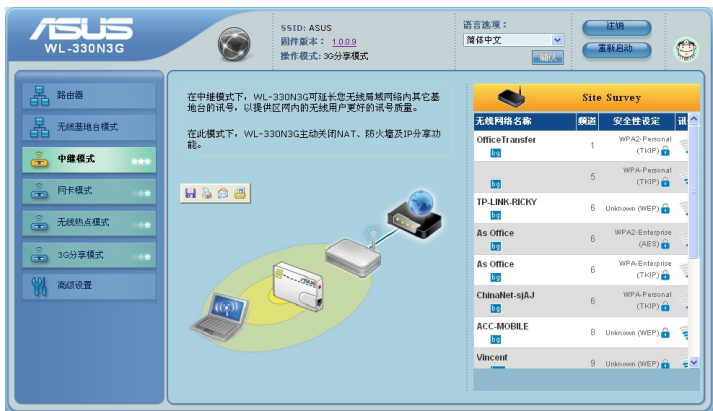 ASUS
WL-330N3G
SSID: ASUS
固件版本： 1.0.0.9
操作模式: 3G分享模式
语言选项：
简体中文
确认
注销
重新启动
路由器
无线基地台模式
中继模式
网卡模式
无线热点模式
3G分享模式
高级设置
在中继模式下，WL-330N3G可延长您无线局域网络内其它基
地台的讯号，以提供区网内的无线用户更好的讯号质量。
在此模式下，WL-330N3G主动关闭NAT、防火墙及IP分享功
能。
Site Survey
无线网络名称 频道 安全性设定 讯
OfficeTransfer 1 WPA2-Personal
bg (TKIP)
5 WPA-Personal
bg (TKIP)
TP-LINK-RICKY 6 Unknown (WEP)
bg
As Office 6 WPA2-Enterprise
bg (AES)
As Office 6 WPA-Enterprise
bg (TKIP)
ChinaNet-sjAJ 6 WPA-Personal
bg (TKIP)
ACC-MOBILE 8 Unknown (WEP)
bg
Vincent 9 Unknown (WEP)